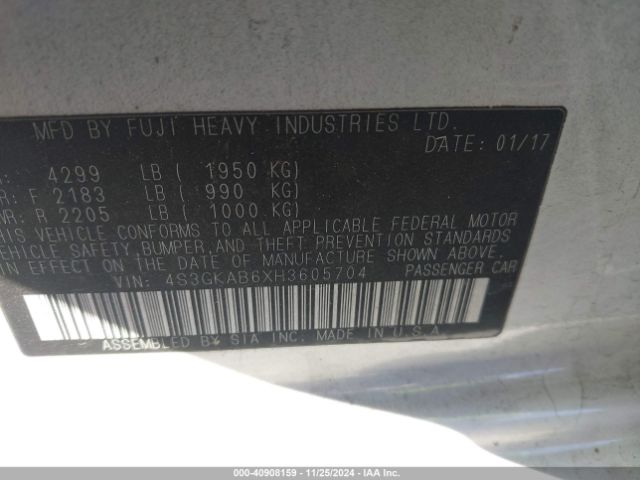 MFD BY FUJI HEAVY INDUSTRIES LTD.
DATE: 01/17
4299 LB ( 1950 KG)
F 2183 LB ( 990 KG)
R 2205 LB ( 1000 KG)
THIS VEHICLE CONFORMS TO ALL APPLICABLE FEDERAL MOTOR
VEHICLE SAFETY, BUMPER, AND THEFT PREVENTION STANDARDS
IN EFFECT ON THE DATE OF MANUFACTURE SHOWN ABOVE.
VIN: 4S3GKAB6XH3605704 PASSENGER CAR
ASSEMBLED BY SIA INC. MADE IN U.S.A.
000-40908159 - 11/25/2024 - IAA Inc.